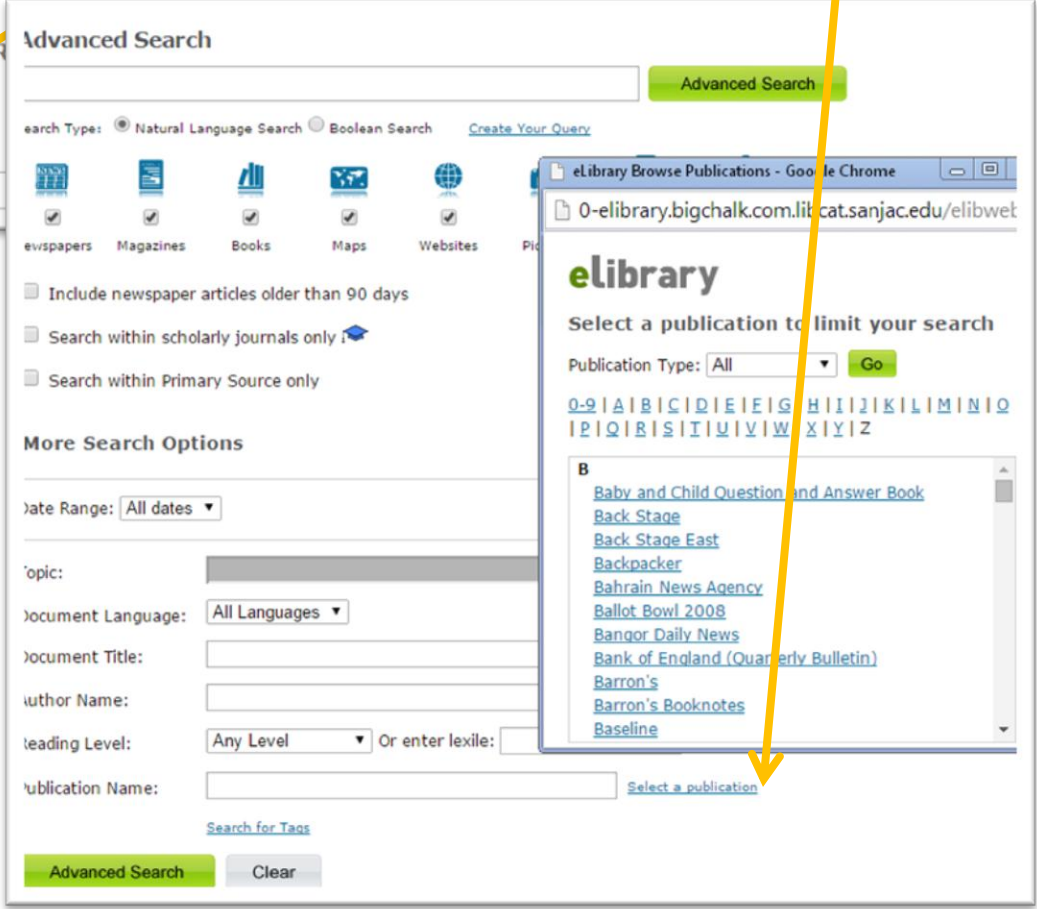 Advanced Search
Advanced Search
earch Type: Natural Language Search Boolean Search Create Your Query
ewspapers Magazines Books Maps Websites
Include newspaper articles older than 90 days
Search within scholarly journals only
Search within Primary Source only
More Search Options
Date Range: All dates
Topic:
Document Language: All Languages
Document Title:
Author Name:
Reading Level: Any Level Or enter lexile:
Publication Name: Select a publication
Search for Tags
Advanced Search Clear
eLibrary Browse Publications - Google Chrome
0-elibrary.bigchalk.com.libcat.sanjac.edu/elibweb
elibrary
Select a publication to limit your search
Publication Type: All Go
0-9 | A | B | C | D | E | F | G | H | I | J | K | L | M | N | O
| P | Q | R | S | T | U | V | W | X | Y | Z
B
Baby and Child Question and Answer Book
Back Stage
Back Stage East
Backpacker
Bahrain News Agency
Ballot Bowl 2008
Bangor Daily News
Bank of England (Quarterly Bulletin)
Barron's
Barron's Booknotes
Baseline